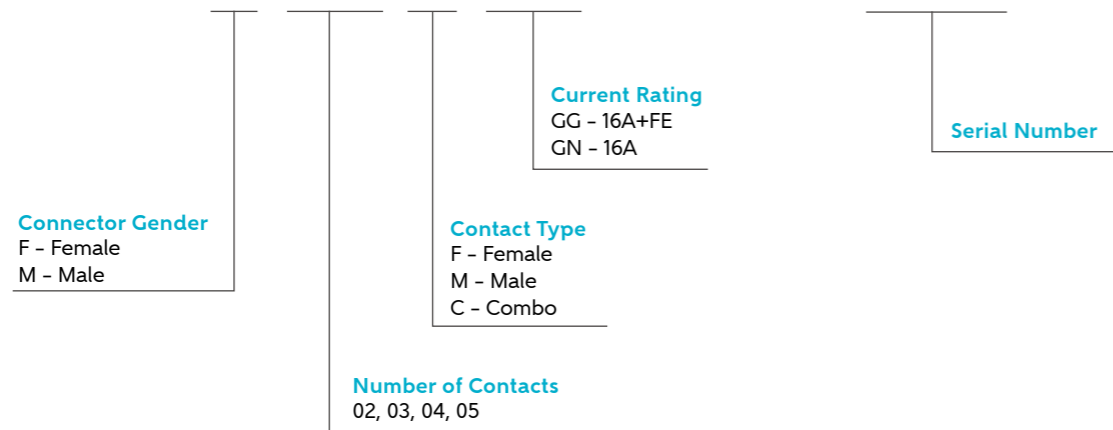 Current Rating
GG – 16A+FE
GN – 16A
Serial Number
Connector Gender
F – Female
M – Male
Contact Type
F – Female
M – Male
C – Combo
Number of Contacts
02, 03, 04, 05